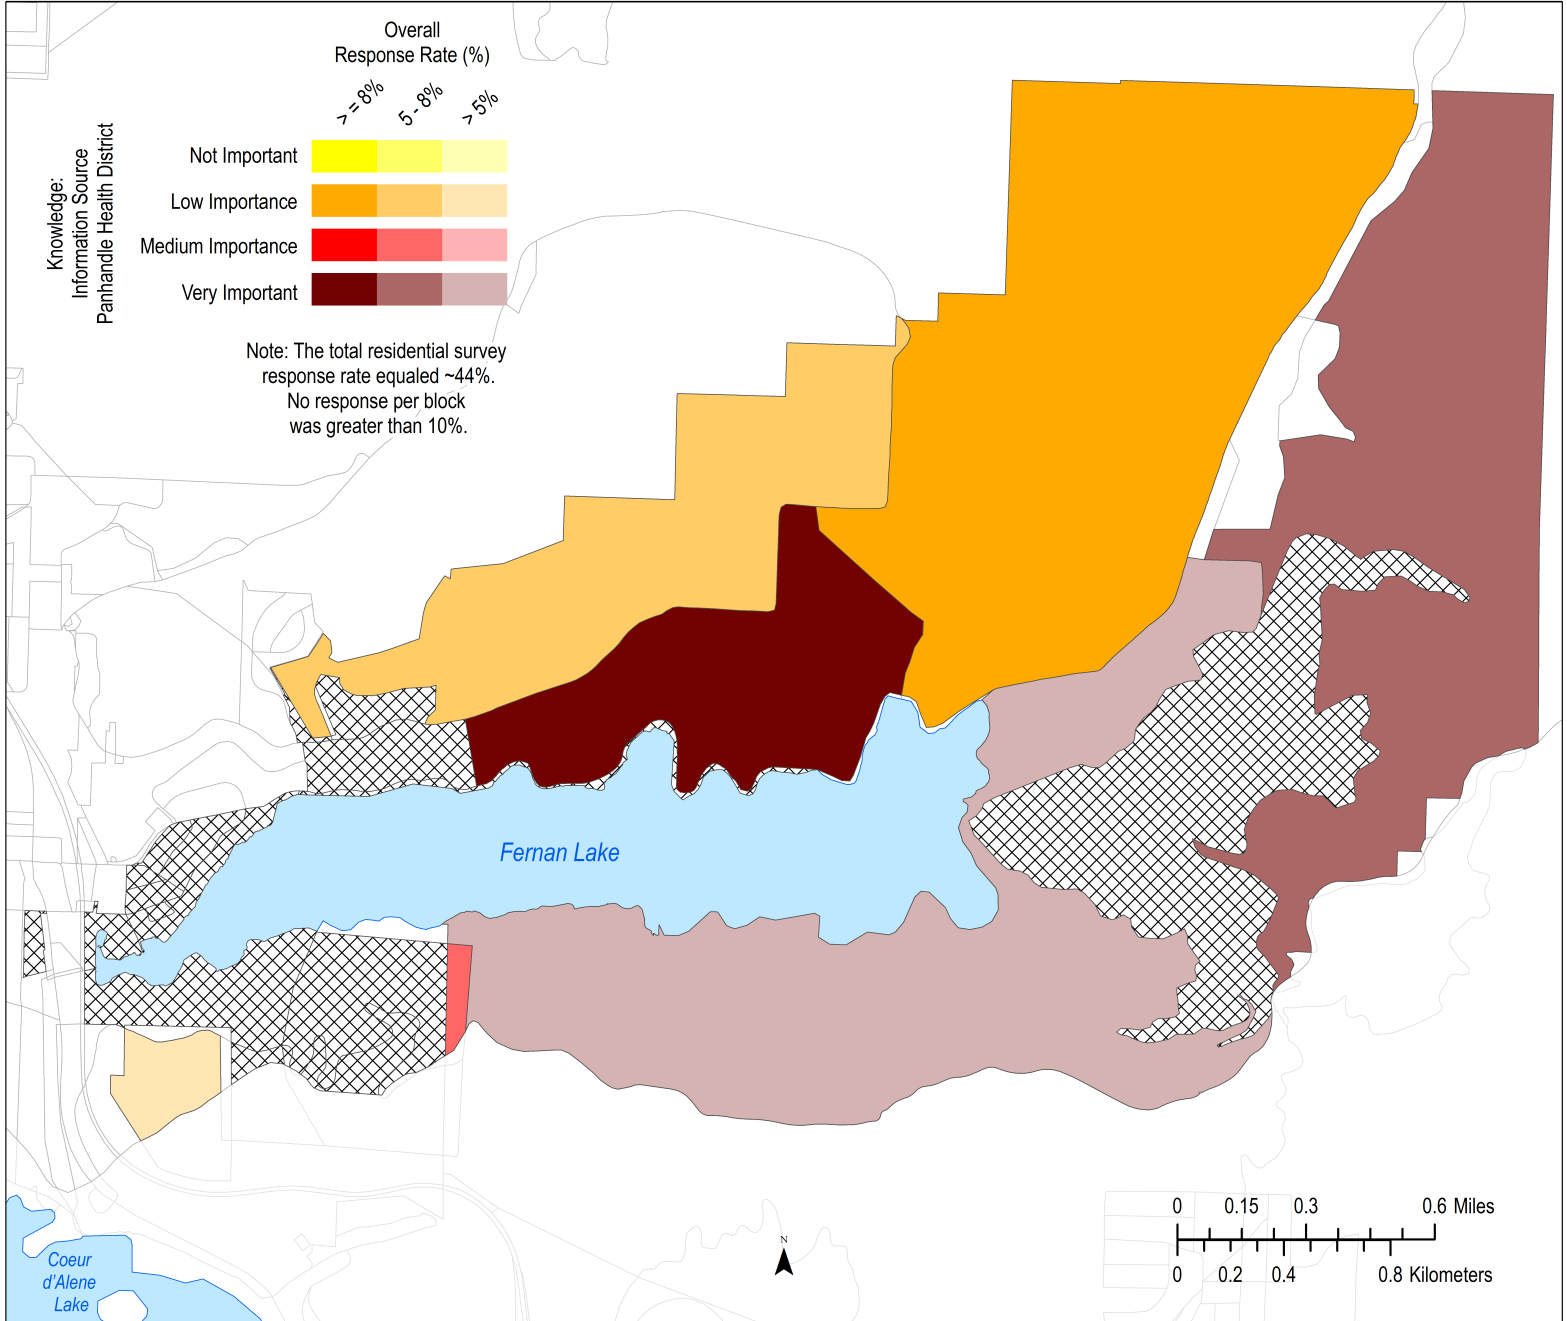 Overall
Response Rate (%)
> = 8%
5 - 8%
> 5%
Knowledge:
Information Source
Panhandle Health District
Not Important
Low Importance
Medium Importance
Very Important
Note: The total residential survey
response rate equaled ~44%.
No response per block
was greater than 10%.
Fernan Lake
Coeur
d'Alene
Lake
N
0 0.15 0.3 0.6 Miles
0 0.2 0.4 0.8 Kilometers